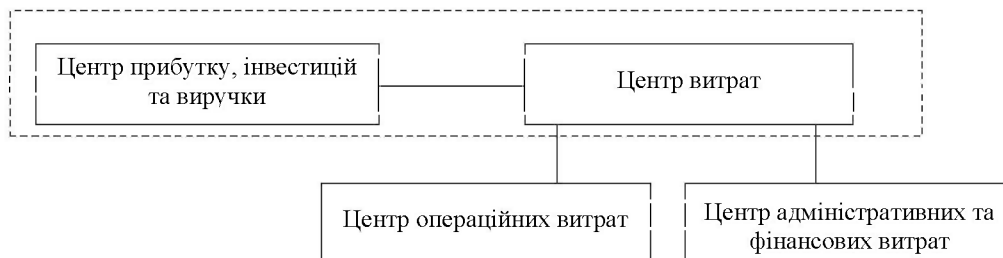 Центр прибутку, інвестицій
та виручки
Центр витрат
Центр операційних витрат
Центр адміністративних та
фінансових витрат